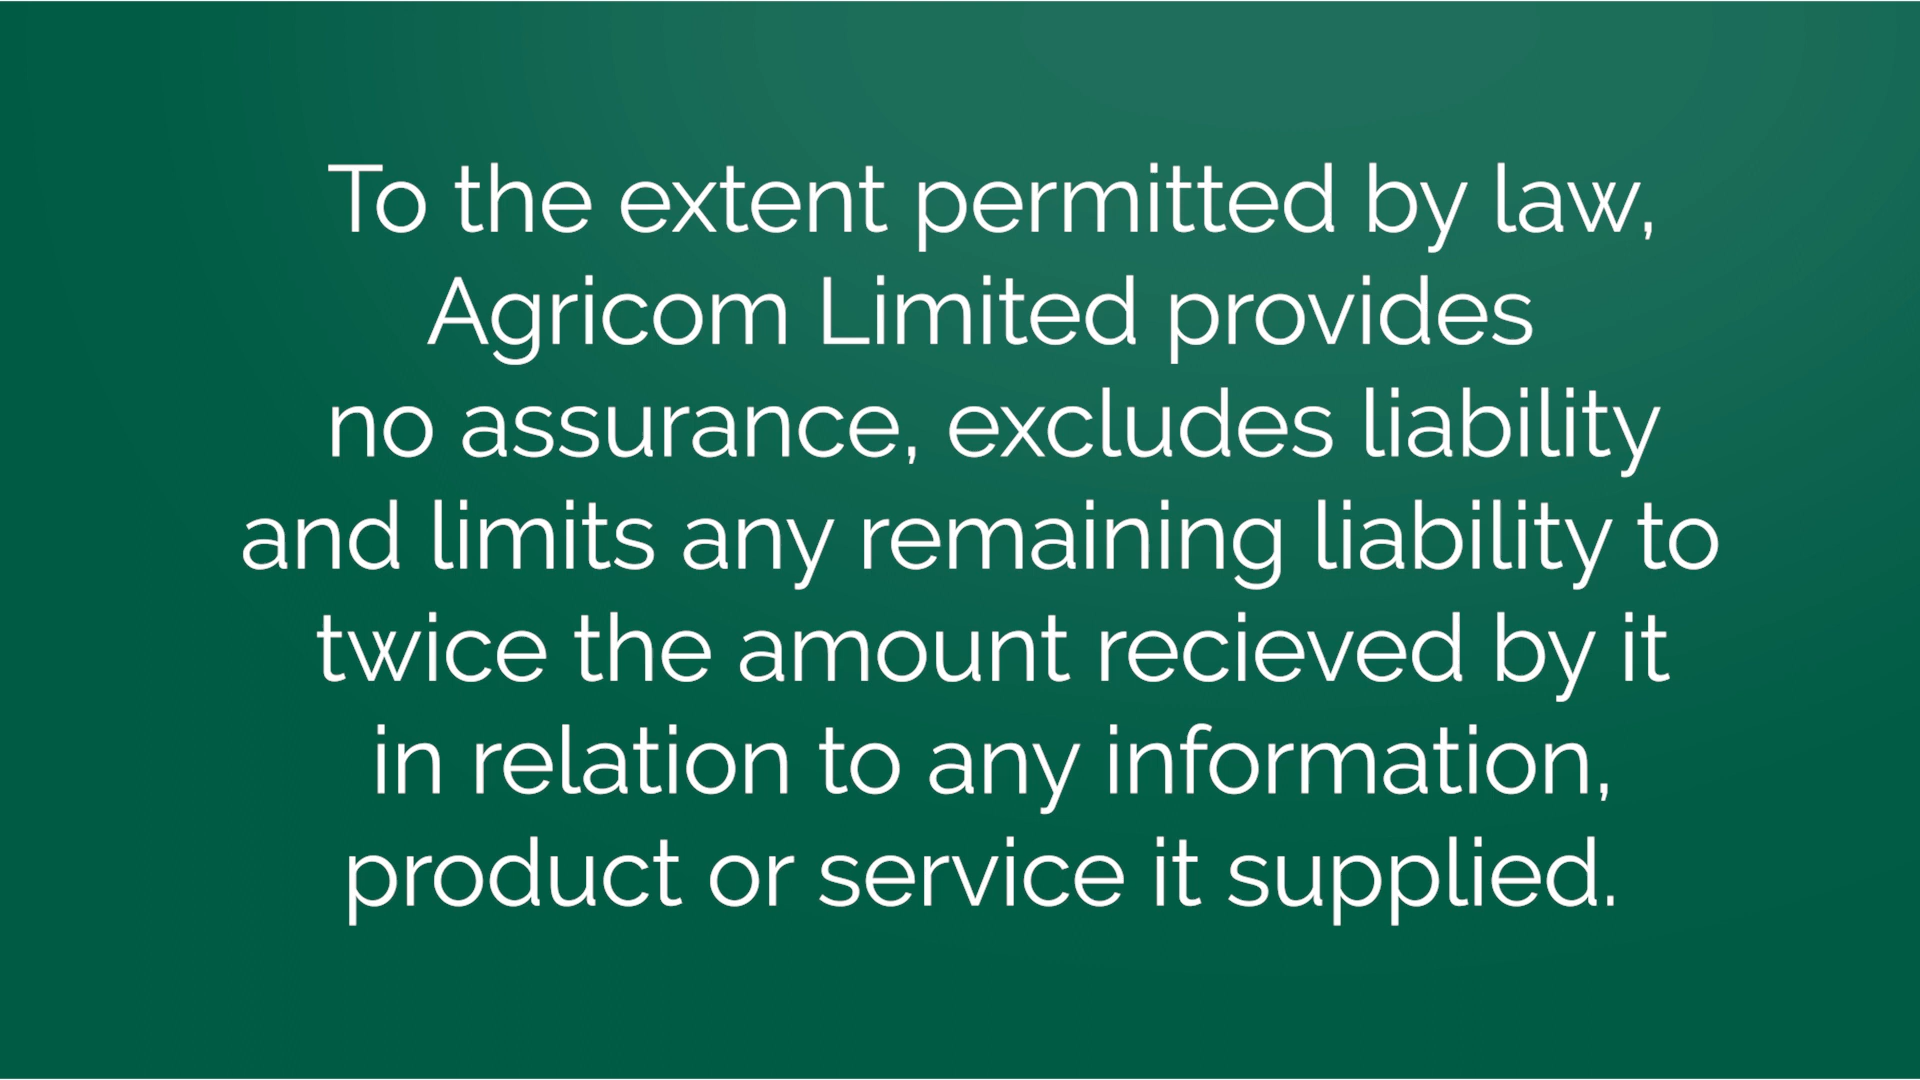 To the extent permitted by law,
Agricom Limited provides
no assurance, excludes liability
and limits any remaining liability to
twice the amount recieved by it
in relation to any information,
product or service it supplied.